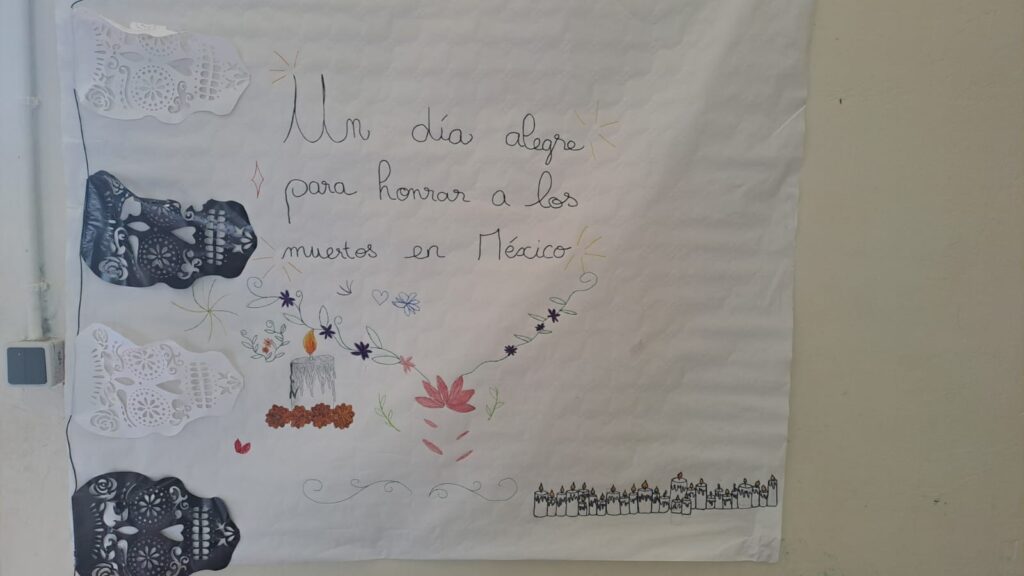 Un día alegre
para honrar a los
muertos en México